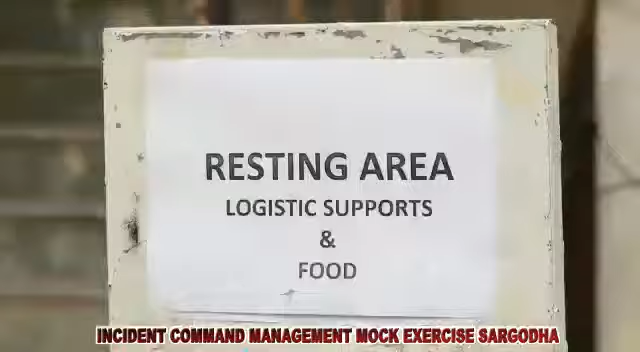 RESTING AREA
LOGISTIC SUPPORTS
&
FOOD
INCIDENT COMMAND MANAGEMENT MOCK EXERCISE SARGODHA